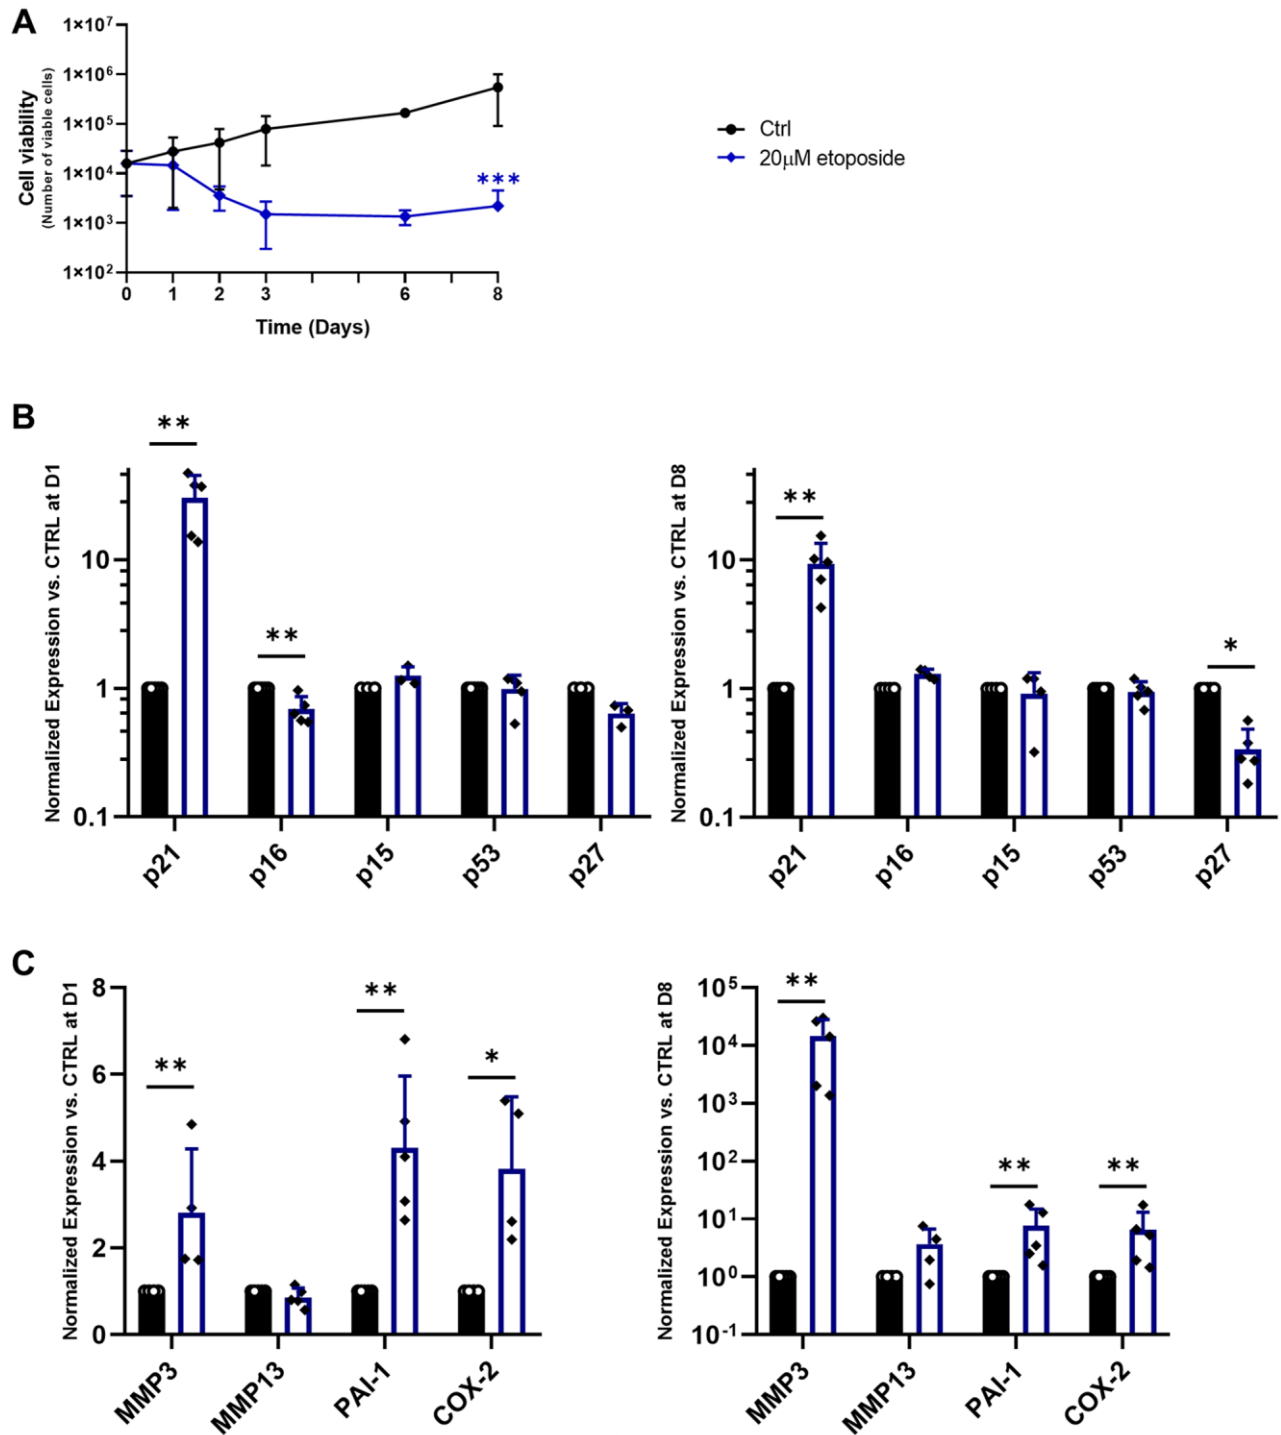 A
1×10⁷
1×10⁶
1×10⁵
1×10⁴
1×10³
1×10²
Cell viability
(Number of viable cells)
***
0 1 2 3 6 8
Time (Days)
Ctrl
20μM etoposide
B
Normalized Expression vs. CTRL at D1
10
1
0.1
**
**
p21 p16 p15 p53 p27
Normalized Expression vs. CTRL at D8
10
1
0.1
**
*
p21 p16 p15 p53 p27
C
Normalized Expression vs. CTRL at D1
8
6
4
2
0
**
**
*
MMP3 MMP13 PAI-1 COX-2
Normalized Expression vs. CTRL at D8
10⁵
10⁴
10³
10²
10¹
10⁰
10⁻¹
**
**
**
MMP3 MMP13 PAI-1 COX-2